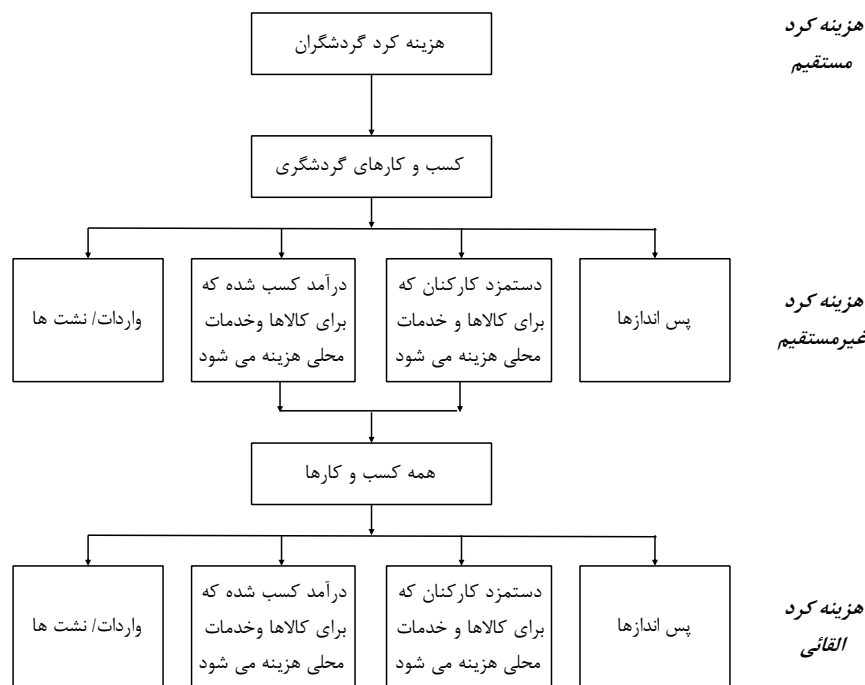 هزینه کرد
مستقیم
هزینه کرد گردشگران
کسب و کارهای گردشگری
هزینه کرد
غیرمستقیم
پس اندازها
دستمزد کارکنان که
برای کالاها و خدمات
محلی هزینه می شود
درآمد کسب شده که
برای کالاها وخدمات
محلی هزینه می شود
واردات/ نشت ها
همه کسب و کارها
هزینه کرد
القائی
پس اندازها
دستمزد کارکنان که
برای کالاها و خدمات
محلی هزینه می شود
درآمد کسب شده که
برای کالاها وخدمات
محلی هزینه می شود
واردات/ نشت ها